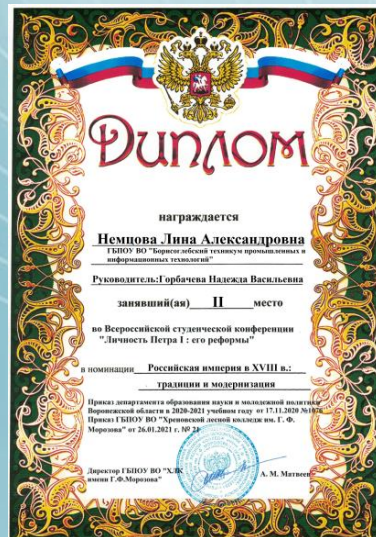 Диплом
награждается
Немцова Лина Александровна
ГБПОУ ВО "Борисоглебский техникум промышленных и
информационных технологий"
Руководитель:Горбачева Надежда Васильевна
занявший(ая) II место
во Всероссийской студенческой конференции
"Личность Петра I : его реформы"
в номинации Российская империя в XVIII в.:
традиции и модернизация
Приказ департамента образования науки и молодежной политики
Воронежской области в 2020-2021 учебном году от 17.11.2020 №1076
Приказ ГБПОУ ВО "Хреновской лесной колледж им. Г. Ф.
Морозова" от 26.01.2021 г. № 21
Директор ГБПОУ ВО "ХЛК
имени Г.Ф.Морозова"
А. М. Матвеев